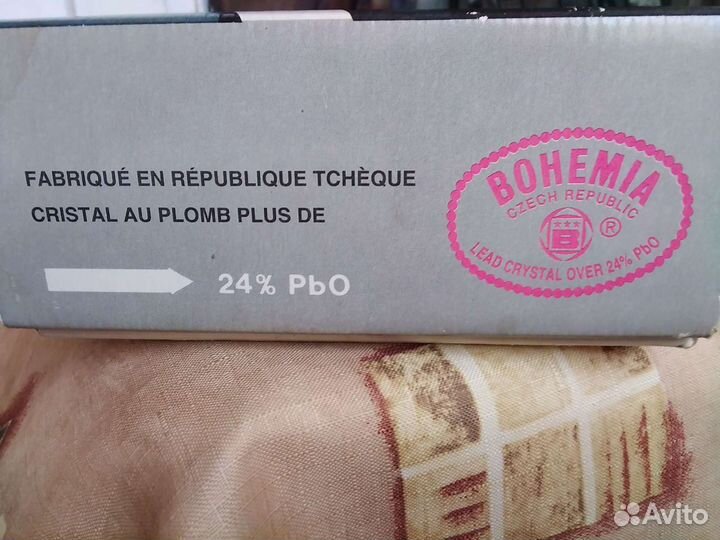 FABRIQUÉ EN RÉPUBLIQUE TCHÈQUE
CRISTAL AU PLOMB PLUS DE
24% PbO
BOHEMIA
CZECH REPUBLIC
B ®
LEAD CRYSTAL OVER 24% PbO
Avito